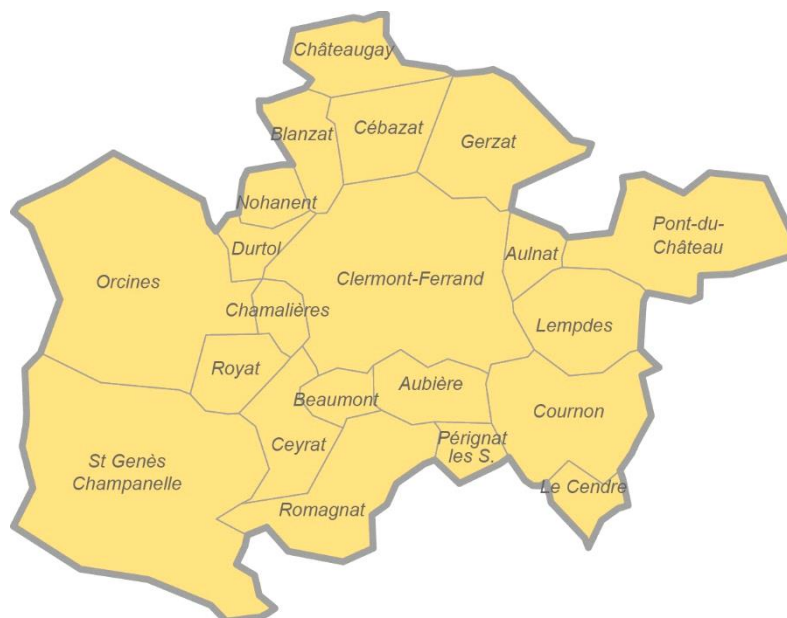 Châteaugay
Blanzat
Cébazat
Gerzat
Nohanent
Pont-du-
Château
Durtol
Aulnat
Orcines
Clermont-Ferrand
Chamalières
Lempdes
Royat
Beaumont
Aubière
Cournon
Ceyrat
Pérignat
les S.
St Genès
Champanelle
Le Cendre
Romagnat